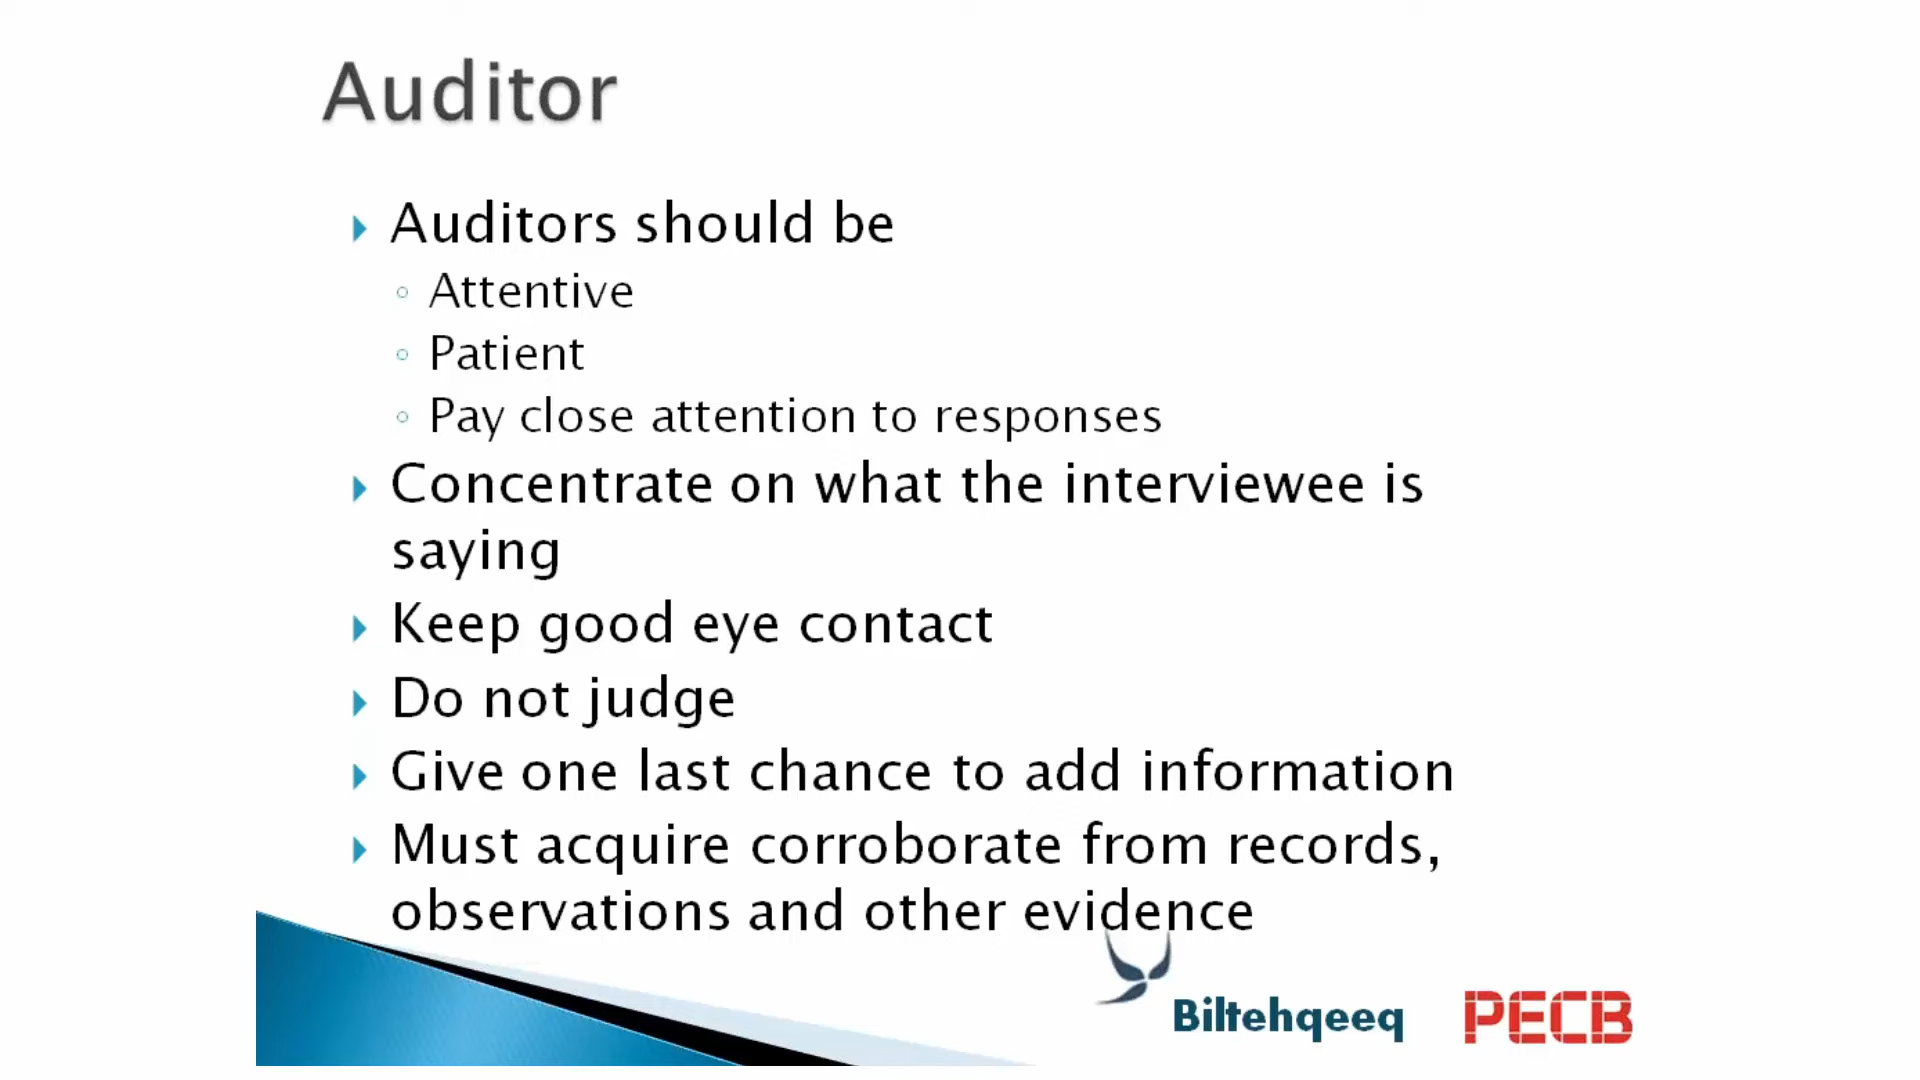 Auditor
Auditors should be
Attentive
Patient
Pay close attention to responses
Concentrate on what the interviewee is
saying
Keep good eye contact
Do not judge
Give one last chance to add information
Must acquire corroborate from records,
observations and other evidence
Biltehqeeq
PECB